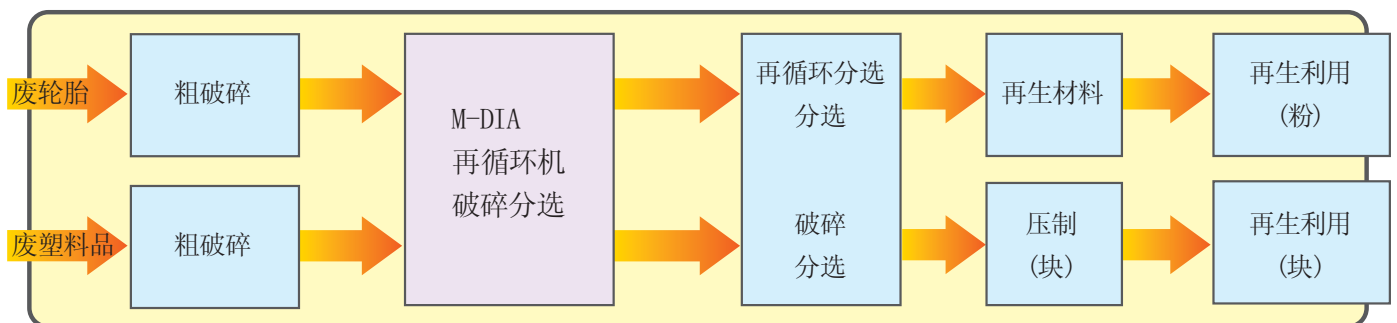 废轮胎
粗破碎
M-DIA
再循环机
破碎分选
再循环分选
分选
再生材料
再生利用
(粉)
废塑料品
粗破碎
破碎
分选
压制
(块)
再生利用
(块)